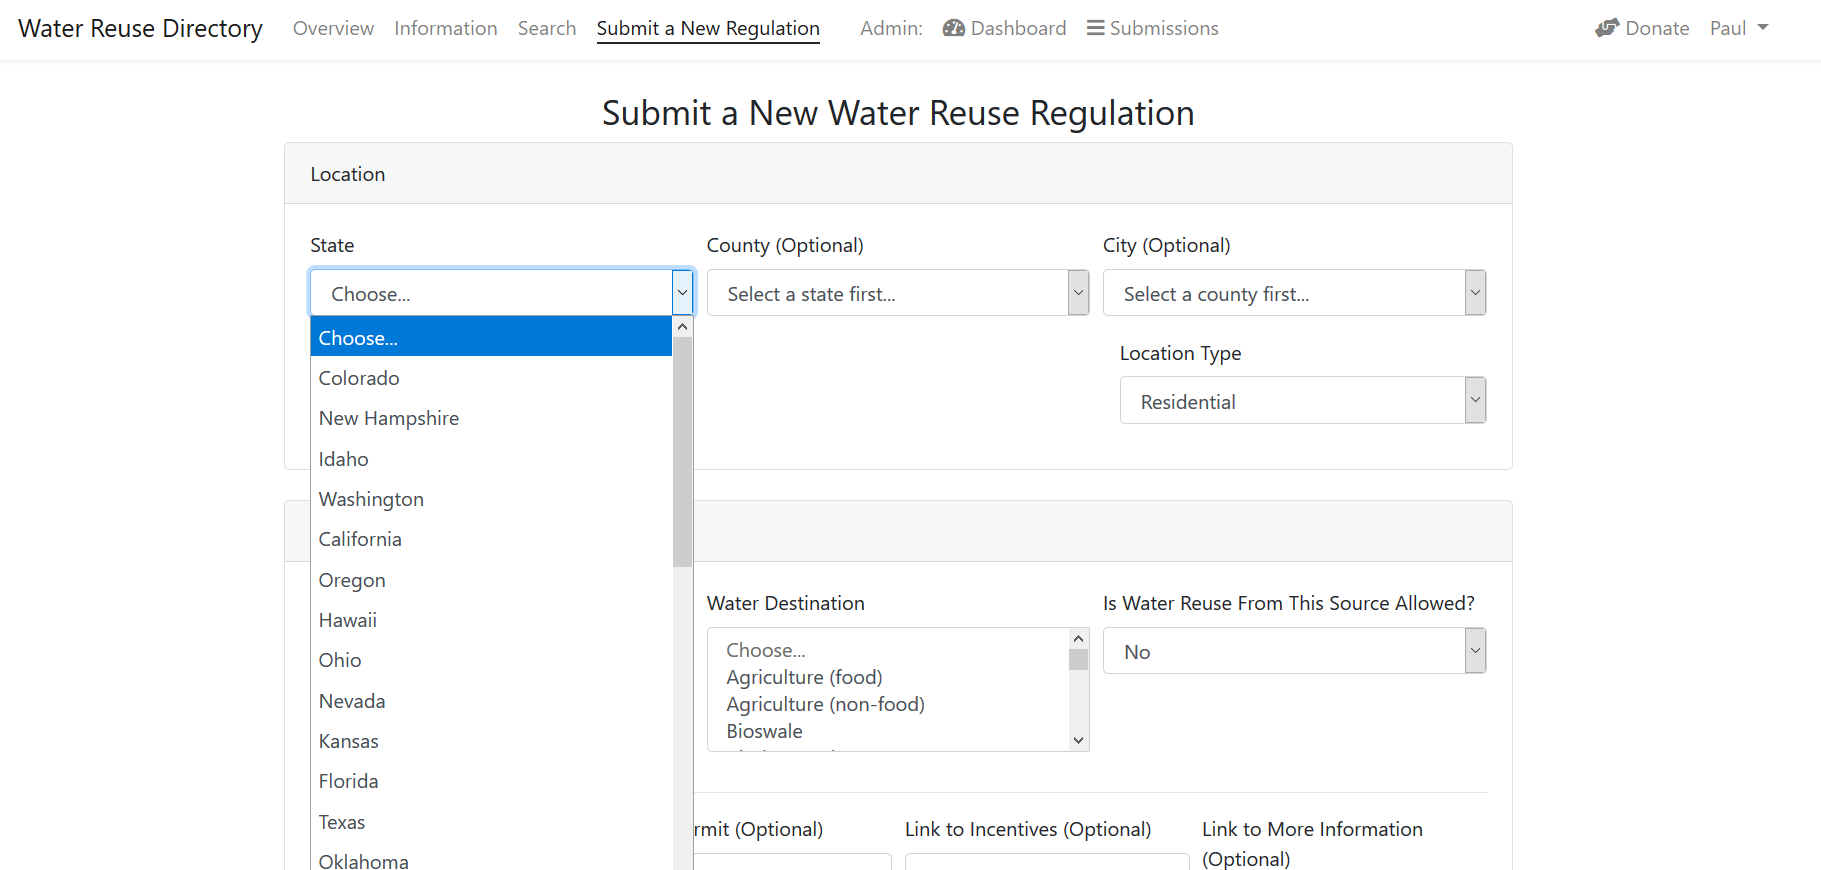 Water Reuse Directory Overview Information Search Submit a New Regulation Admin: Dashboard Submissions Donate Paul
Submit a New Water Reuse Regulation
Location
State County (Optional) City (Optional)
Choose... Select a state first... Select a county first...
Choose...
Location Type
Colorado
Residential
New Hampshire
Idaho
Washington
California
Oregon
Water Destination Is Water Reuse From This Source Allowed?
Hawaii
Choose... No
Ohio
Agriculture (food)
Nevada
Agriculture (non-food)
Bioswale
Kansas
Florida
Texas
rmit (Optional) Link to Incentives (Optional) Link to More Information
(Optional)
Oklahoma